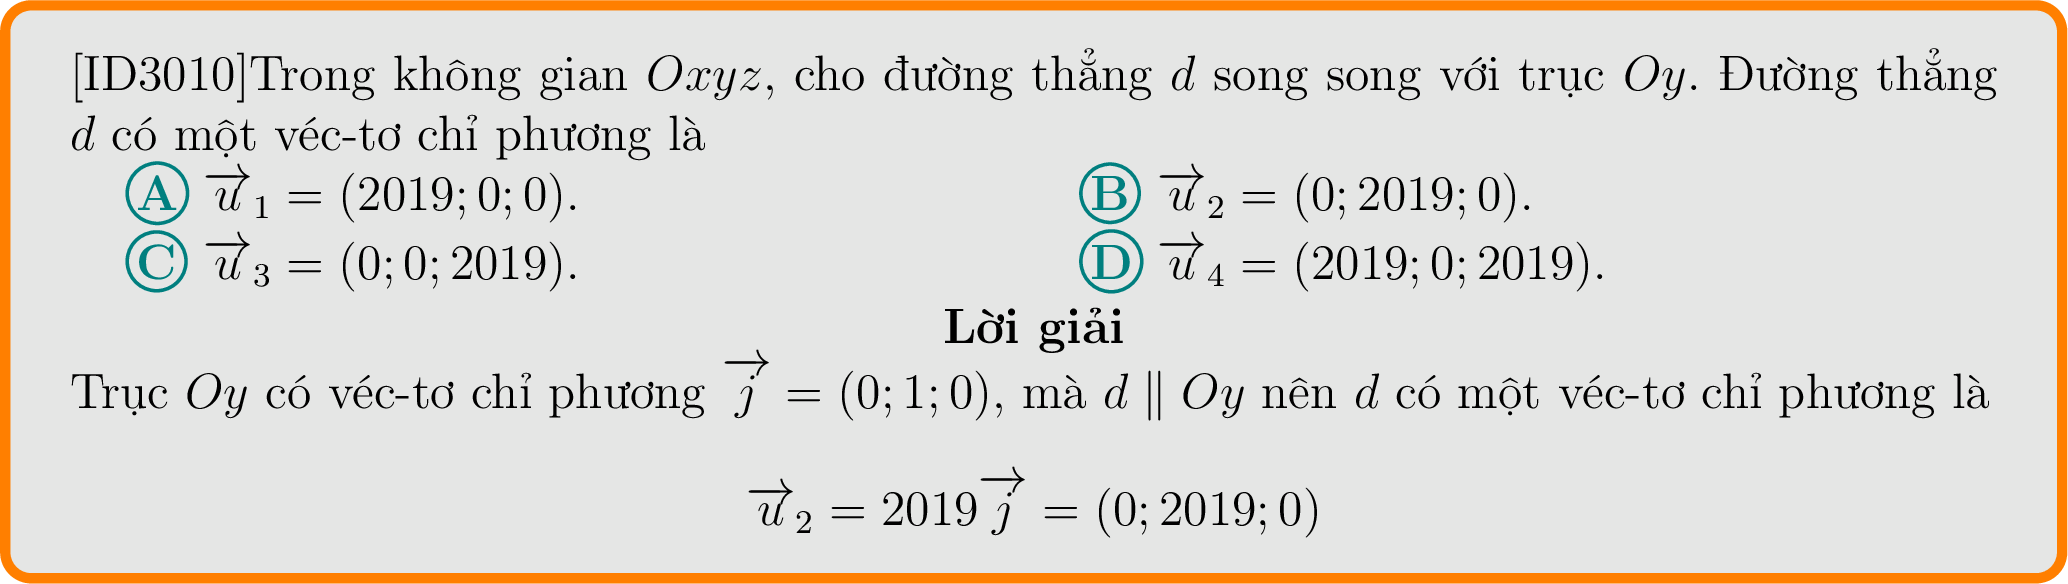 [ID3010]Trong không gian Oxyz, cho đường thẳng d song song với trục Oy. Đường thẳng
d có một véc-tơ chỉ phương là
A $\overrightarrow{u}_1 = (2019; 0; 0).$ B $\overrightarrow{u}_2 = (0; 2019; 0).$
C $\overrightarrow{u}_3 = (0; 0; 2019).$ D $\overrightarrow{u}_4 = (2019; 0; 2019).$
Lời giải
Trục Oy có véc-tơ chỉ phương $\overrightarrow{j} = (0; 1; 0)$, mà $d \parallel Oy$ nên d có một véc-tơ chỉ phương là
$\overrightarrow{u}_2 = 2019\overrightarrow{j} = (0; 2019; 0)$